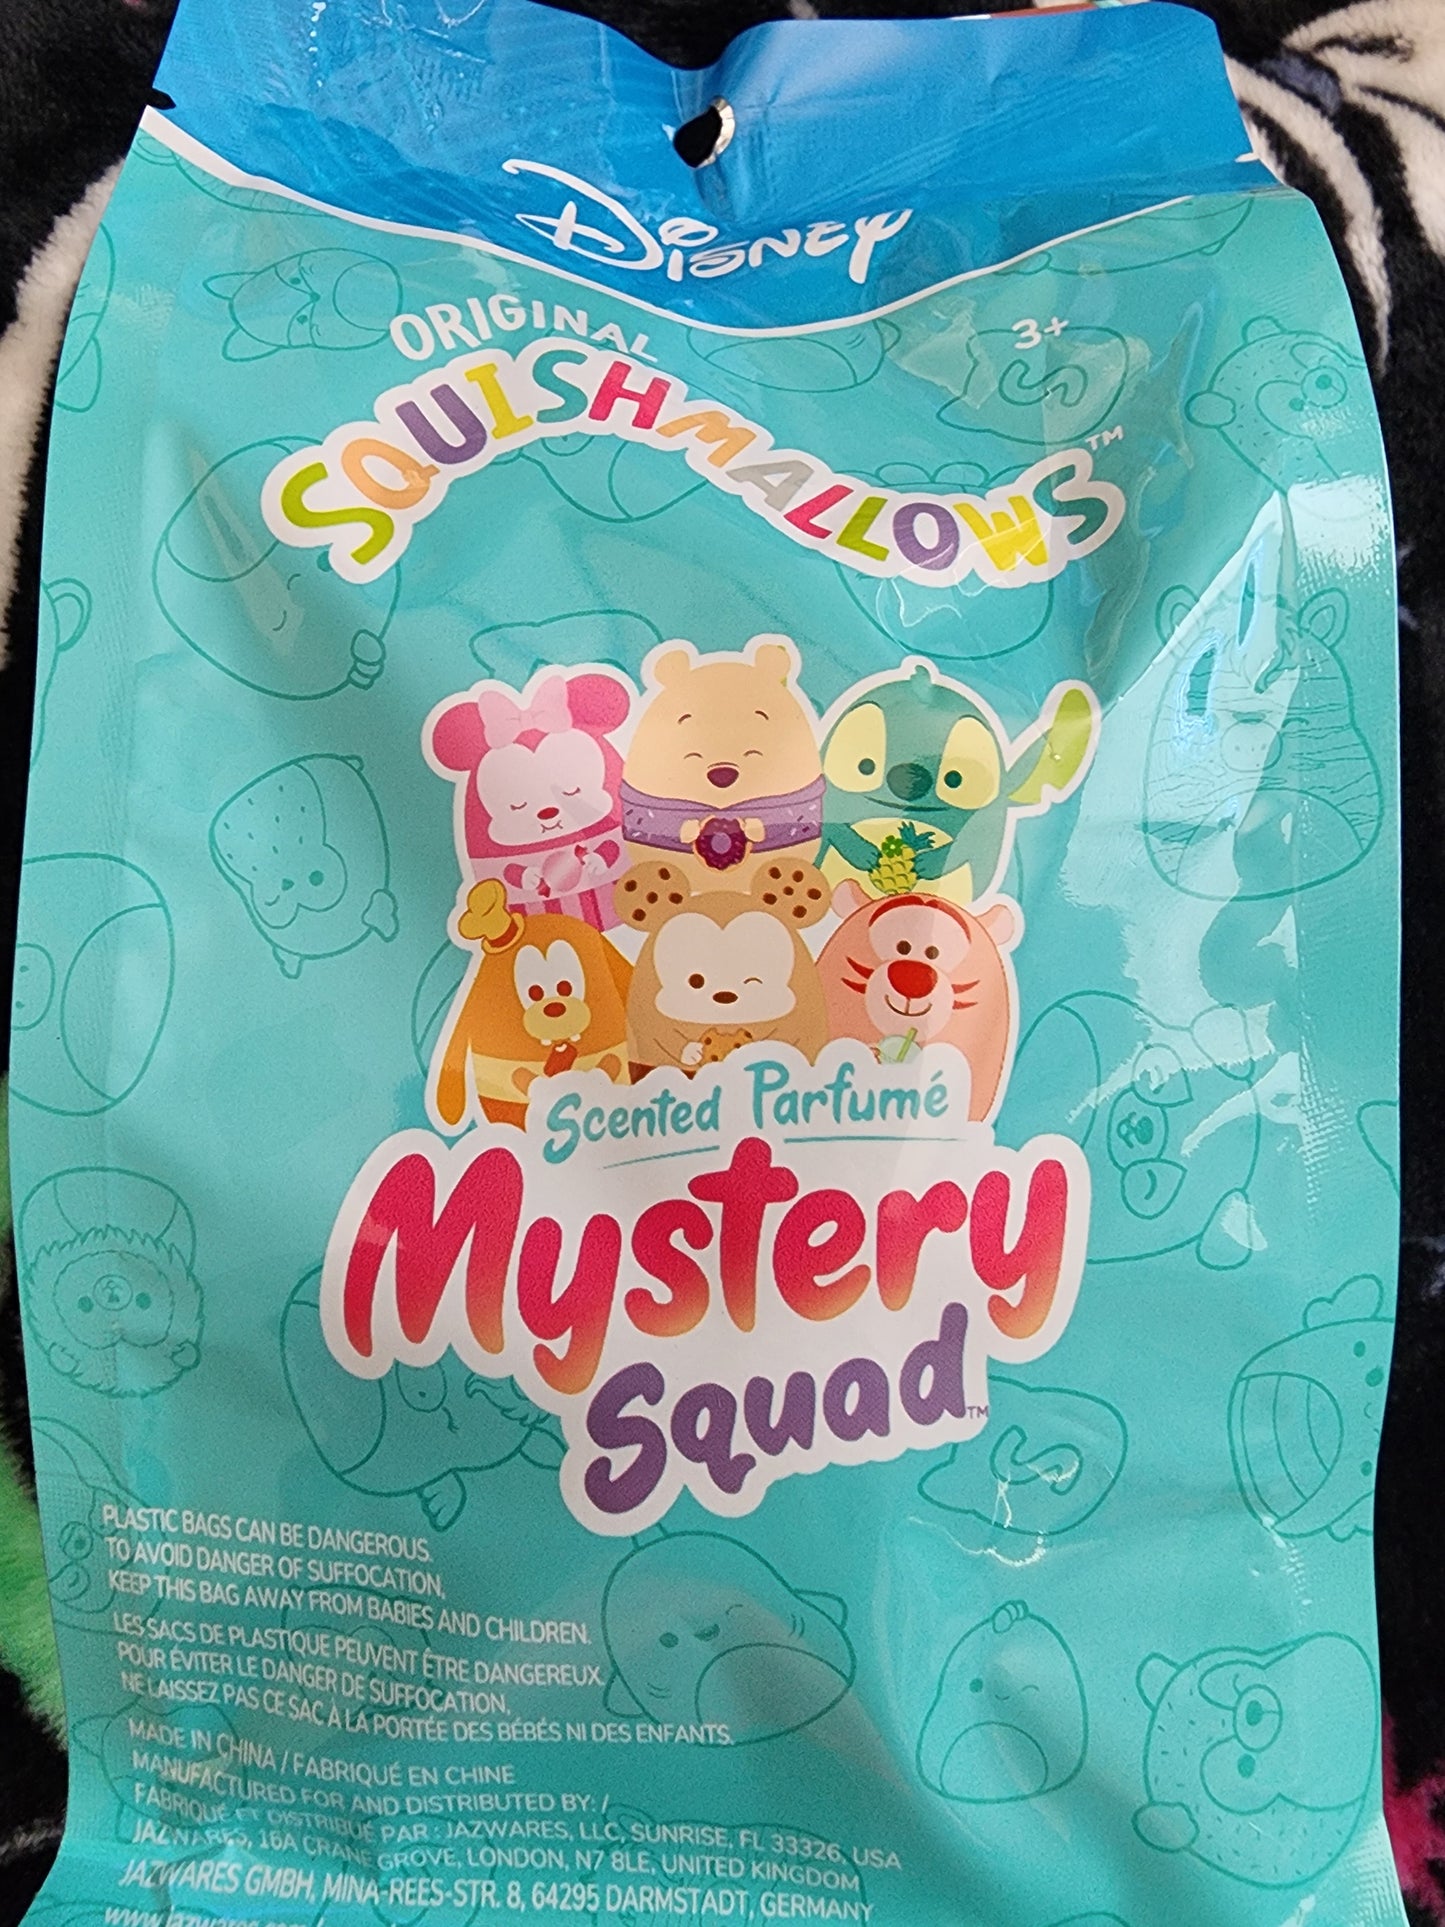 Disney
ORIGINAL
SQUISHMALLOWS™
3+
Scented Parfumé
Mystery
Squad™
PLASTIC BAGS CAN BE DANGEROUS.
TO AVOID DANGER OF SUFFOCATION,
KEEP THIS BAG AWAY FROM BABIES AND CHILDREN.
LES SACS DE PLASTIQUE PEUVENT ÊTRE DANGEREUX.
POUR ÉVITER LE DANGER DE SUFFOCATION,
NE LAISSEZ PAS CE SAC À LA PORTÉE DES BÉBÉS NI DES ENFANTS.
MADE IN CHINA / FABRIQUÉ EN CHINE
MANUFACTURED FOR AND DISTRIBUTED BY: /
FABRIQUÉ ET DISTRIBUÉ PAR : JAZWARES, LLC, SUNRISE, FL 33326, USA
JAZWARES, 16A CRANE GROVE, LONDON, N7 8LE, UNITED KINGDOM
JAZWARES GMBH, MINA-REES-STR. 8, 64295 DARMSTADT, GERMANY